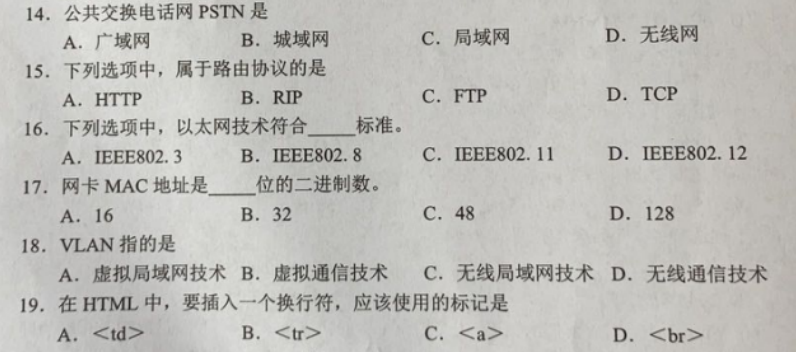 14. 公共交换电话网 PSTN 是
A. 广域网 B. 城域网 C. 局域网 D. 无线网
15. 下列选项中，属于路由协议的是
A. HTTP B. RIP C. FTP D. TCP
16. 下列选项中，以太网技术符合_____标准。
A. IEEE802.3 B. IEEE802.8 C. IEEE802.11 D. IEEE802.12
17. 网卡 MAC 地址是_____位的二进制数。
A. 16 B. 32 C. 48 D. 128
18. VLAN 指的是
A. 虚拟局域网技术 B. 虚拟通信技术 C. 无线局域网技术 D. 无线通信技术
19. 在 HTML 中，要插入一个换行符，应该使用的标记是
A. <td> B. <tr> C. <a> D. <br>